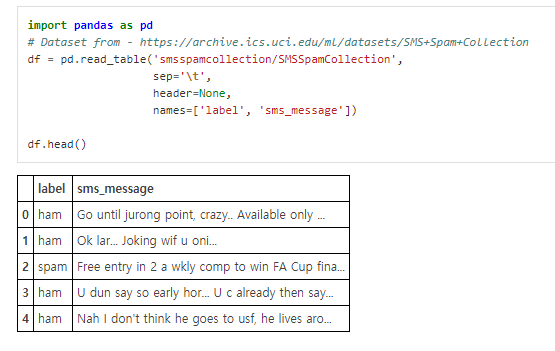 import pandas as pd
# Dataset from - https://archive.ics.uci.edu/ml/datasets/SMS+Spam+Collection
df = pd.read_table('smsspamcollection/SMSSpamCollection',
sep='\t',
header=None,
names=['label', 'sms_message'])
df.head()
label sms_message
0 ham Go until jurong point, crazy.. Available only ...
1 ham Ok lar... Joking wif u oni...
2 spam Free entry in 2 a wkly comp to win FA Cup fina...
3 ham U dun say so early hor... U c already then say...
4 ham Nah I don't think he goes to usf, he lives aro...